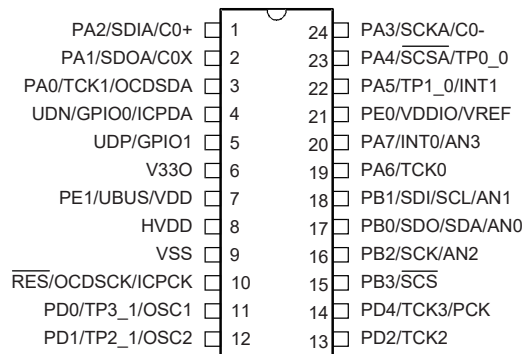 PA2/SDIA/C0+ 1 24 PA3/SCKA/C0-
PA1/SDOA/C0X 2 23 PA4/SCSA/TP0_0
PA0/TCK1/OCDSDA 3 22 PA5/TP1_0/INT1
UDN/GPIO0/ICPDA 4 21 PE0/VDDIO/VREF
UDP/GPIO1 5 20 PA7/INT0/AN3
V33O 6 19 PA6/TCK0
PE1/UBUS/VDD 7 18 PB1/SDI/SCL/AN1
HVDD 8 17 PB0/SDO/SDA/AN0
VSS 9 16 PB2/SCK/AN2
RES/OCDSCK/ICPCK 10 15 PB3/SCS
PD0/TP3_1/OSC1 11 14 PD4/TCK3/PCK
PD1/TP2_1/OSC2 12 13 PD2/TCK2